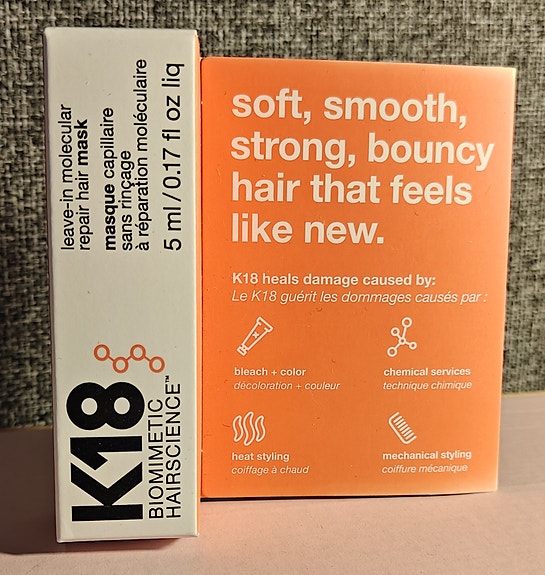 K18
BIOMIMETIC
HAIRSCIENCE™
leave-in molecular
repair hair mask
masque capillaire
sans rinçage
à réparation moléculaire
5 ml / 0.17 fl oz liq
soft, smooth,
strong, bouncy
hair that feels
like new.
K18 heals damage caused by:
Le K18 guérit les dommages causés par :
bleach + color
décoloration + couleur
chemical services
technique chimique
heat styling
coiffage à chaud
mechanical styling
coiffure mécanique